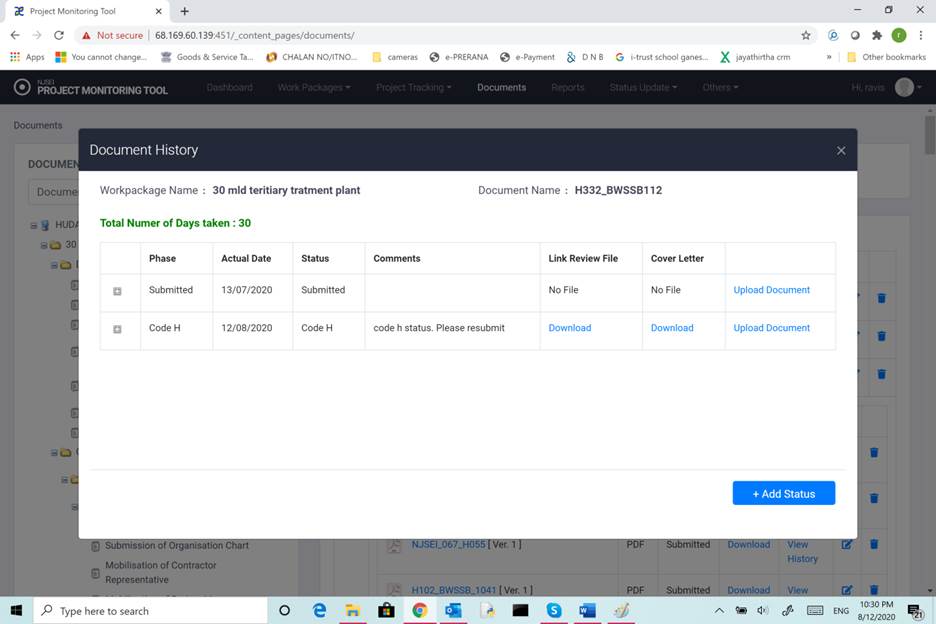 Project Monitoring Tool
Not secure 68.169.60.139:451/_content_pages/documents/
r
Apps You cannot change... Goods & Service Ta... CHALAN NO/ITNO... cameras e-PRERANA e-Payment D N B i-trust school ganes... jayathirtha crm » Other bookmarks
NJSEI
PROJECT MONITORING TOOL Dashboard Work Packages Project Tracking Documents Reports Status Update Others Hi, ravis
Documents
DOCUMEN
Docume
HUDA
30
Document History
Workpackage Name : 30 mld teritiary tratment plant Document Name : H332_BWSSB112
Total Numer of Days taken : 30
Phase Actual Date Status Comments Link Review File Cover Letter
Submitted 13/07/2020 Submitted No File No File Upload Document
Code H 12/08/2020 Code H code h status. Please resubmit Download Download Upload Document
+ Add Status
Submission of Organisation Chart
Mobilisation of Contractor
Representative
NJSEI_067_H055 [ Ver. 1 ] PDF Submitted Download View
History
H102_BWSSB_1041 [ Ver. 1 ] PDF Submitted Download View
Type here to search
ENG
10:30 PM
8/12/2020
21